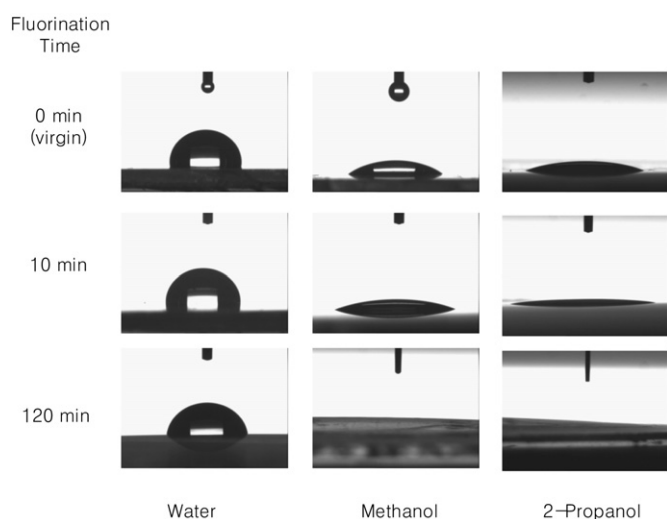 Fluorination
Time
0 min
(virgin)
10 min
120 min
Water Methanol 2-Propanol